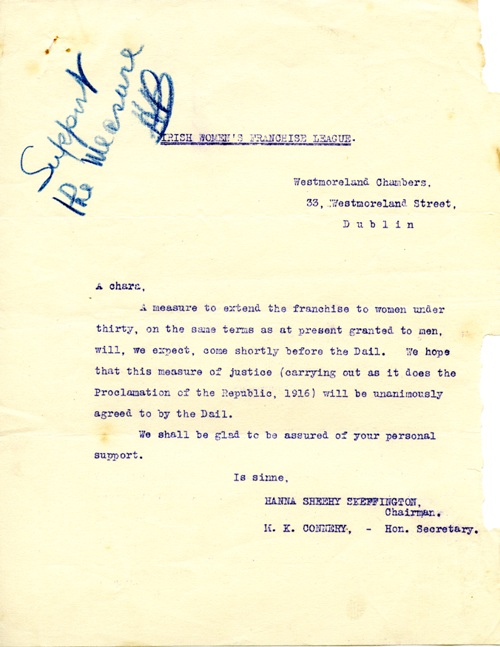 Support
the Measure
IRISH WOMEN'S FRANCHISE LEAGUE.
Westmoreland Chambers,
33, Westmoreland Street,
Dublin
A chara,
A measure to extend the franchise to women under
thirty, on the same terms as at present granted to men,
will, we expect, come shortly before the Dail. We hope
that this measure of justice (carrying out as it does the
Proclamation of the Republic, 1916) will be unanimously
agreed to by the Dail.
We shall be glad to be assured of your personal
support.
Is sinne,
HANNA SHEEHY SKEFFINGTON,
Chairman.
M. K. CONNERY, - Hon. Secretary.